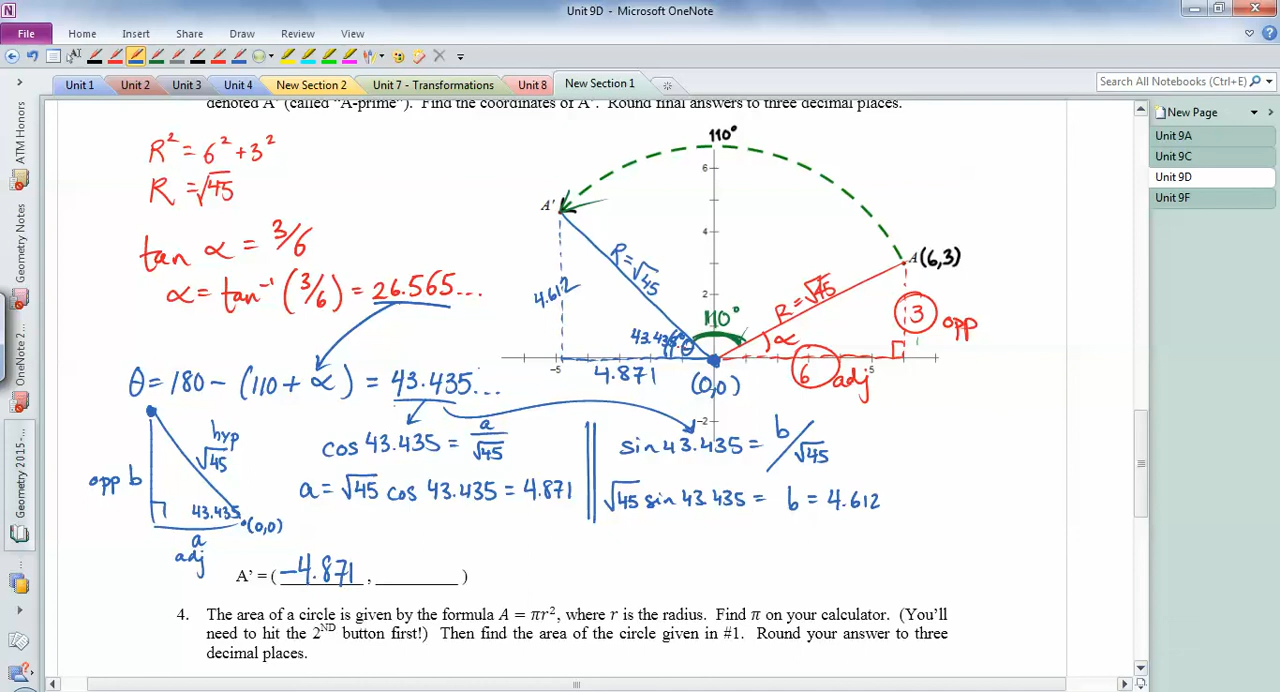 Unit 9D - Microsoft OneNote
File Home Insert Share Draw Review View
Unit 1 Unit 2 Unit 3 Unit 4 New Section 2 Unit 7 - Transformations Unit 8 New Section 1
Search All Notebooks (Ctrl+E)
New Page
Unit 9A
Unit 9C
Unit 9D
Unit 9F
ATM Honors
Geometry Notes
OneNote 2...
Geometry 2015 - ...
denoted A' (called "A-prime"). Find the coordinates of A'. Round final answers to three decimal places.
R² = 6² + 3²
R = √45
tan α = 3/6
α = tan⁻¹ (3/6) = 26.565...
θ = 180 - (110 + α) = 43.435...
110°
6
4
2
-2
-5
5
A'
A(6,3)
R = √45
R = √45
4.612
110°
43.435°
θ
α
3
opp
4.871
(0,0)
6
adj
hyp
√45
opp b
43.435
(0,0)
a
adj
cos 43.435 = a/√45
a = √45 cos 43.435 = 4.871
sin 43.435 = b/√45
√45 sin 43.435 = b = 4.612
A' = ( -4.871 , __________ )
4. The area of a circle is given by the formula A = πr², where r is the radius. Find π on your calculator. (You'll
need to hit the 2ND button first!) Then find the area of the circle given in #1. Round your answer to three
decimal places.